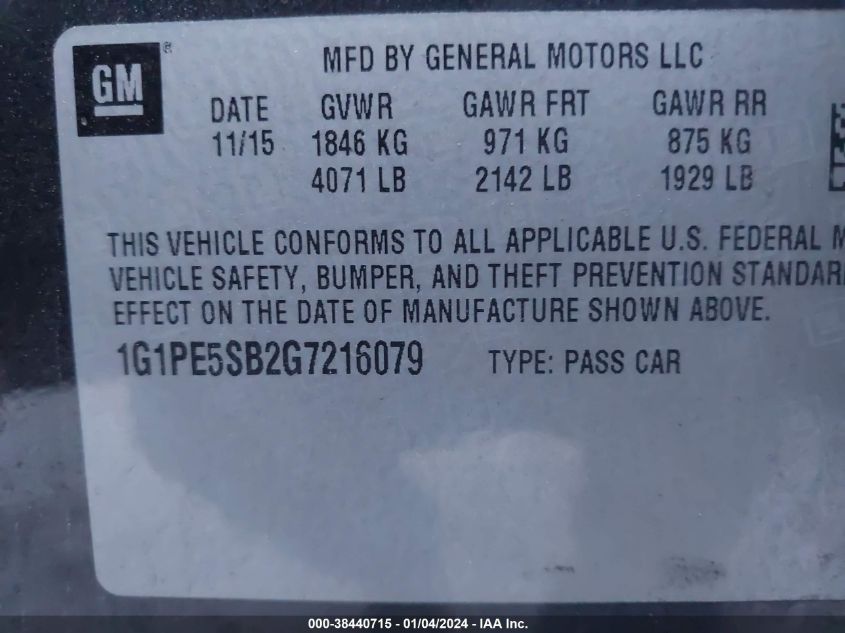 GM ®
MFD BY GENERAL MOTORS LLC
DATE GVWR GAWR FRT GAWR RR
11/15 1846 KG 971 KG 875 KG
4071 LB 2142 LB 1929 LB
THIS VEHICLE CONFORMS TO ALL APPLICABLE U.S. FEDERAL M
VEHICLE SAFETY, BUMPER, AND THEFT PREVENTION STANDAR
EFFECT ON THE DATE OF MANUFACTURE SHOWN ABOVE.
1G1PE5SB2G7216079 TYPE: PASS CAR
000-38440715 - 01/04/2024 - IAA Inc.